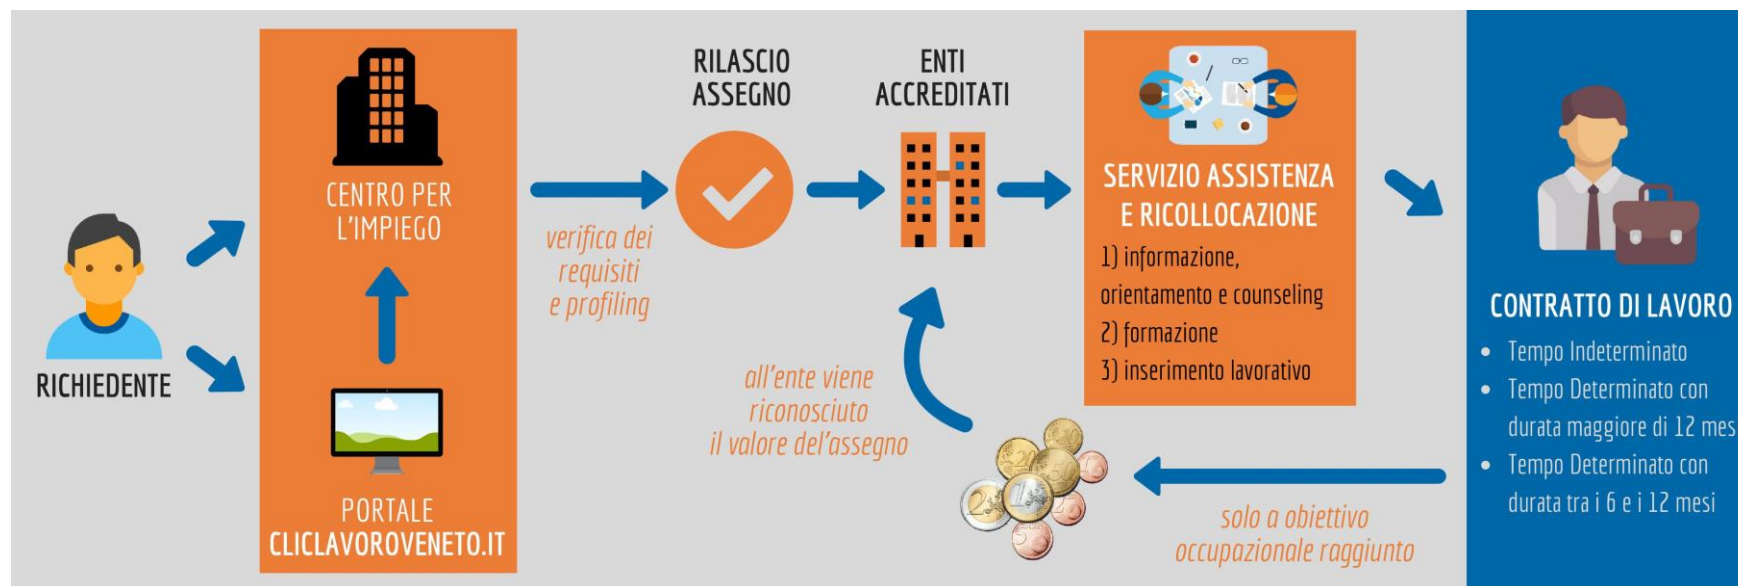 RICHIEDENTE
CENTRO PER
L'IMPIEGO
PORTALE
CLICLAVOROVENETO.IT
verifica dei
requisiti
e profiling
RILASCIO
ASSEGNO
ENTI
ACCREDITATI
all'ente viene
riconosciuto
il valore del'assegno
SERVIZIO ASSISTENZA
E RICOLLOCAZIONE
1) informazione,
orientamento e counseling
2) formazione
3) inserimento lavorativo
solo a obiettivo
occupazionale raggiunto
CONTRATTO DI LAVORO
• Tempo Indeterminato
• Tempo Determinato con
durata maggiore di 12 mes
• Tempo Determinato con
durata tra i 6 e i 12 mesi